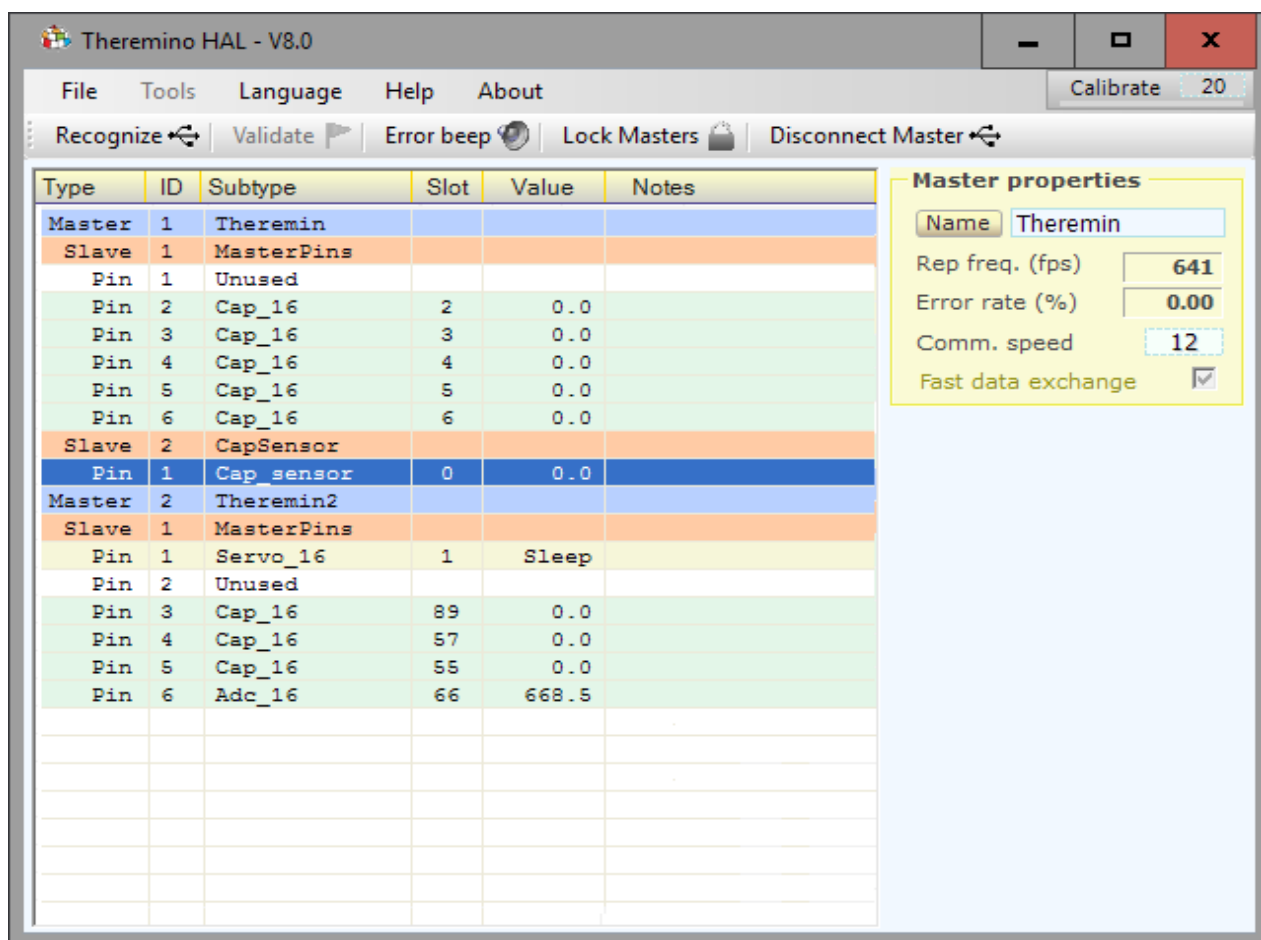 Theremino HAL - V8.0
File Tools Language Help About Calibrate 20
Recognize Validate Error beep Lock Masters Disconnect Master
Type ID Subtype Slot Value Notes
Master 1 Theremin
Slave 1 MasterPins
Pin 1 Unused
Pin 2 Cap_16 2 0.0
Pin 3 Cap_16 3 0.0
Pin 4 Cap_16 4 0.0
Pin 5 Cap_16 5 0.0
Pin 6 Cap_16 6 0.0
Slave 2 CapSensor
Pin 1 Cap_sensor 0 0.0
Master 2 Theremin2
Slave 1 MasterPins
Pin 1 Servo_16 1 Sleep
Pin 2 Unused
Pin 3 Cap_16 89 0.0
Pin 4 Cap_16 57 0.0
Pin 5 Cap_16 55 0.0
Pin 6 Adc_16 66 668.5
Master properties
Name Theremin
Rep freq. (fps) 641
Error rate (%) 0.00
Comm. speed 12
Fast data exchange